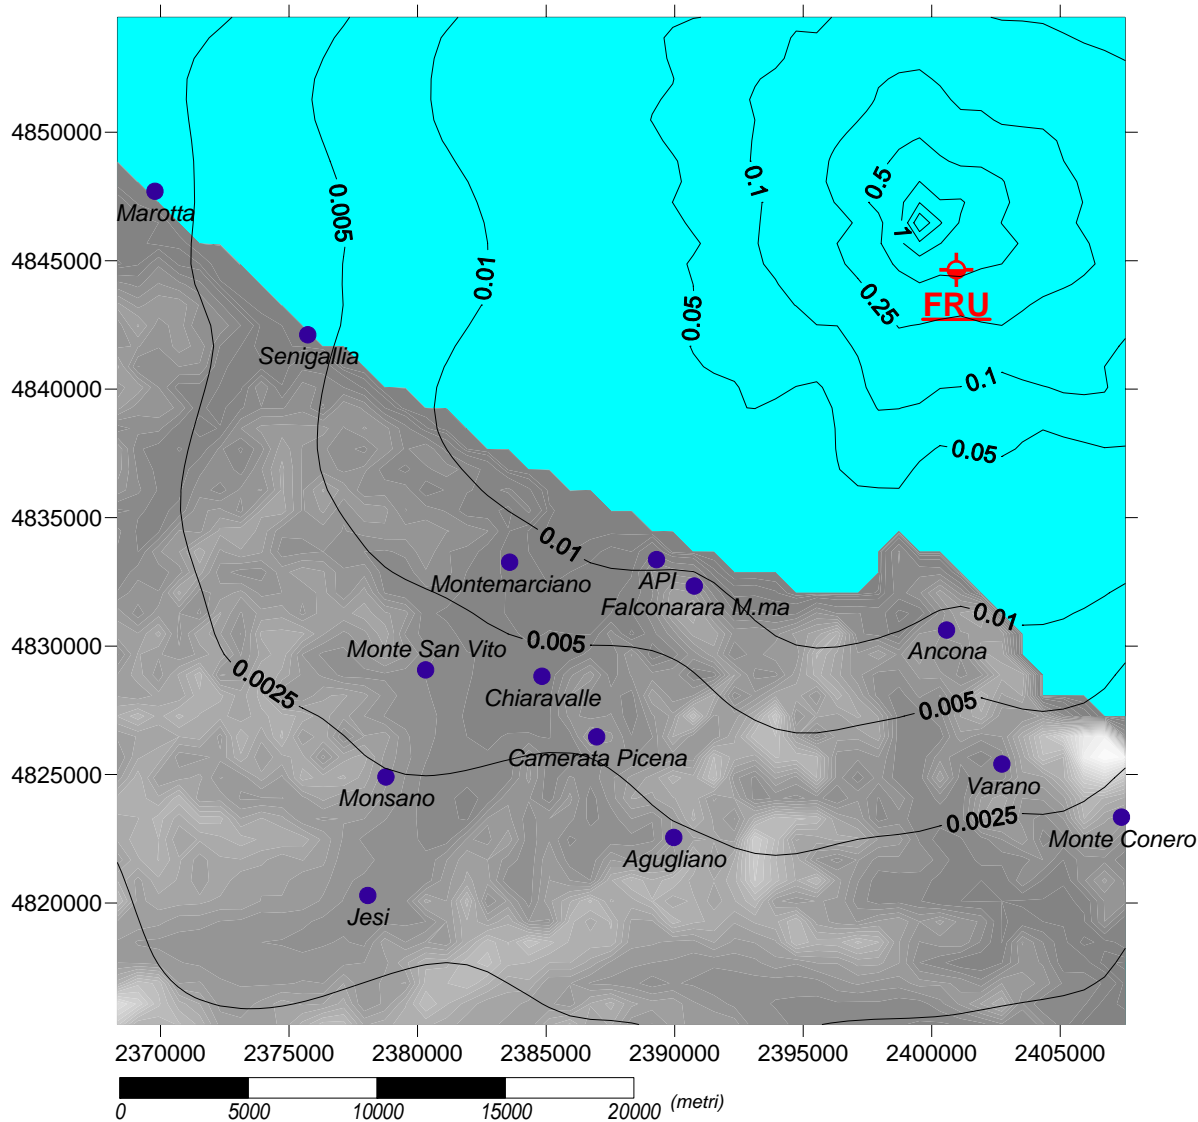 4850000
0.1
0.5
Marotta
0.005
1
4845000
0.01
0.25
FRU
0.05
Senigallia
4840000
0.1
0.05
4835000
0.01
API
Montemarciano
Falconarara M.ma
0.01
4830000
0.005
Monte San Vito
Ancona
0.0025
Chiaravalle
0.005
Camerata Picena
4825000
Monsano
Varano
0.0025
Monte Conero
Agugliano
4820000
Jesi
2370000 2375000 2380000 2385000 2390000 2395000 2400000 2405000
0 5000 10000 15000 20000 (metri)